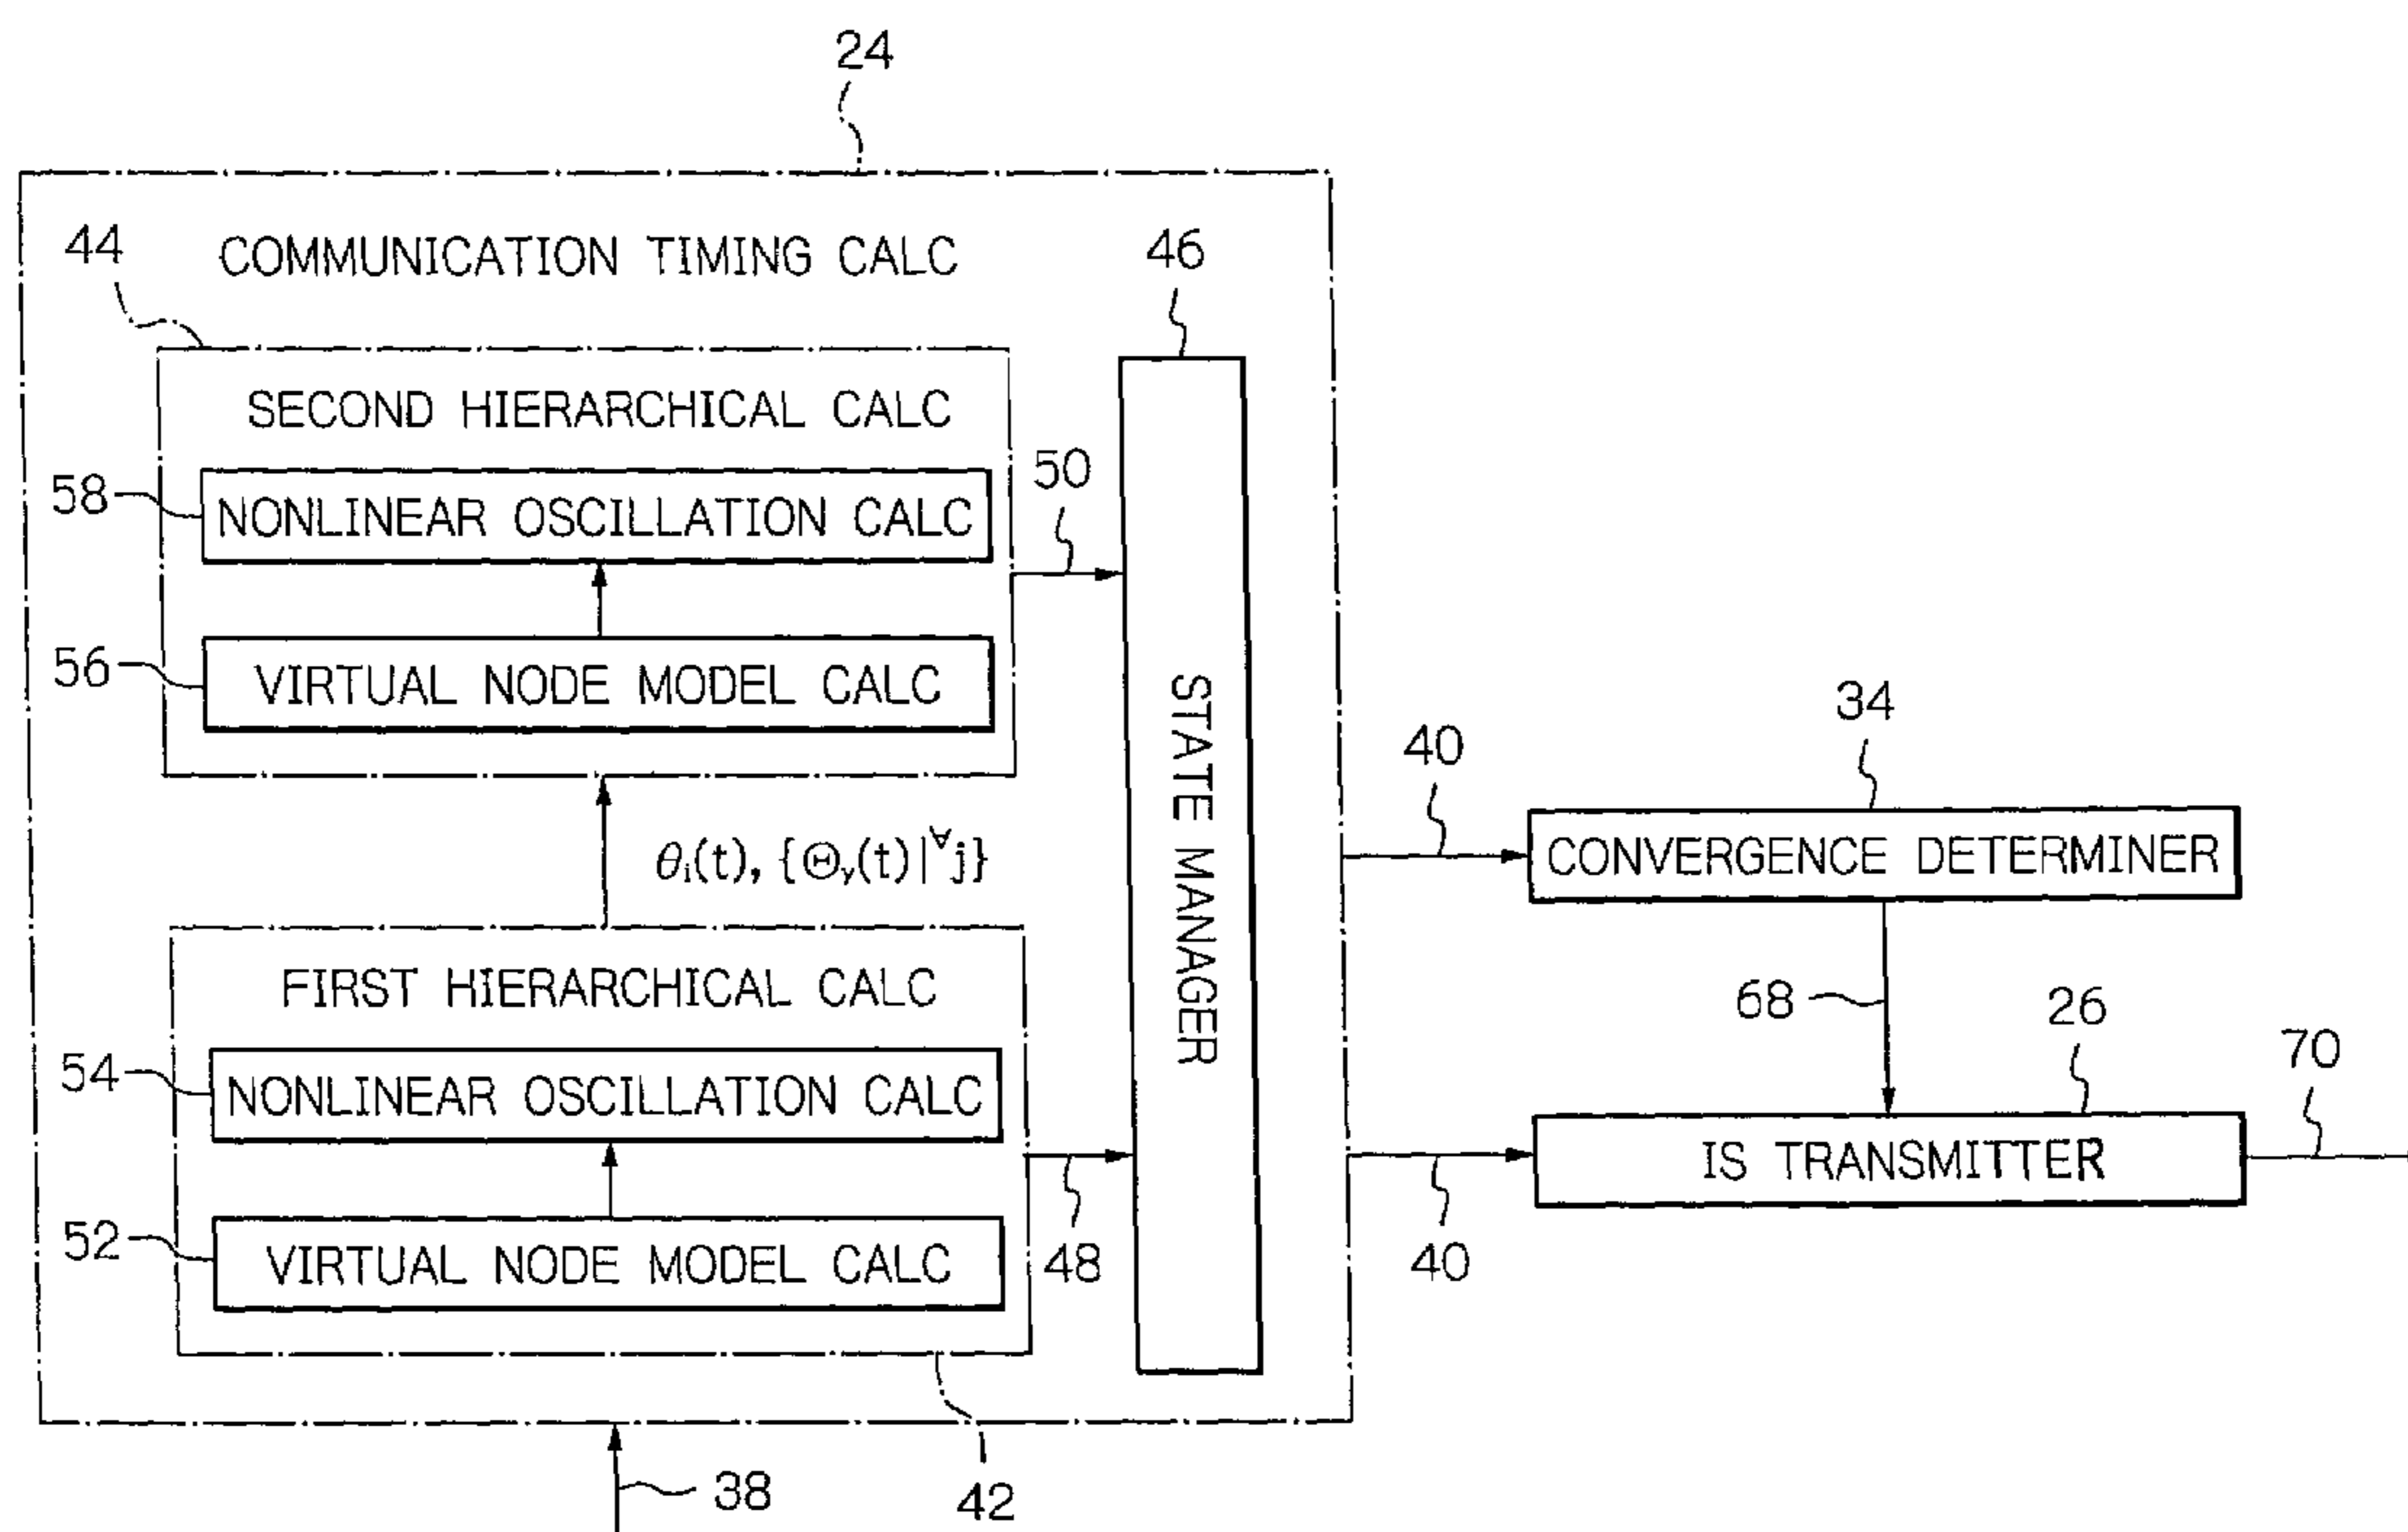 24
44
COMMUNICATION TIMING CALC
46
SECOND HIERARCHICAL CALC
50
58
NONLINEAR OSCILLATION CALC
56
VIRTUAL NODE MODEL CALC
STATE MANAGER
34
40
CONVERGENCE DETERMINER
θi(t), {Θy(t)|∀j}
FIRST HIERARCHICAL CALC
68
26
70
54
NONLINEAR OSCILLATION CALC
IS TRANSMITTER
52
VIRTUAL NODE MODEL CALC
48
40
38
42